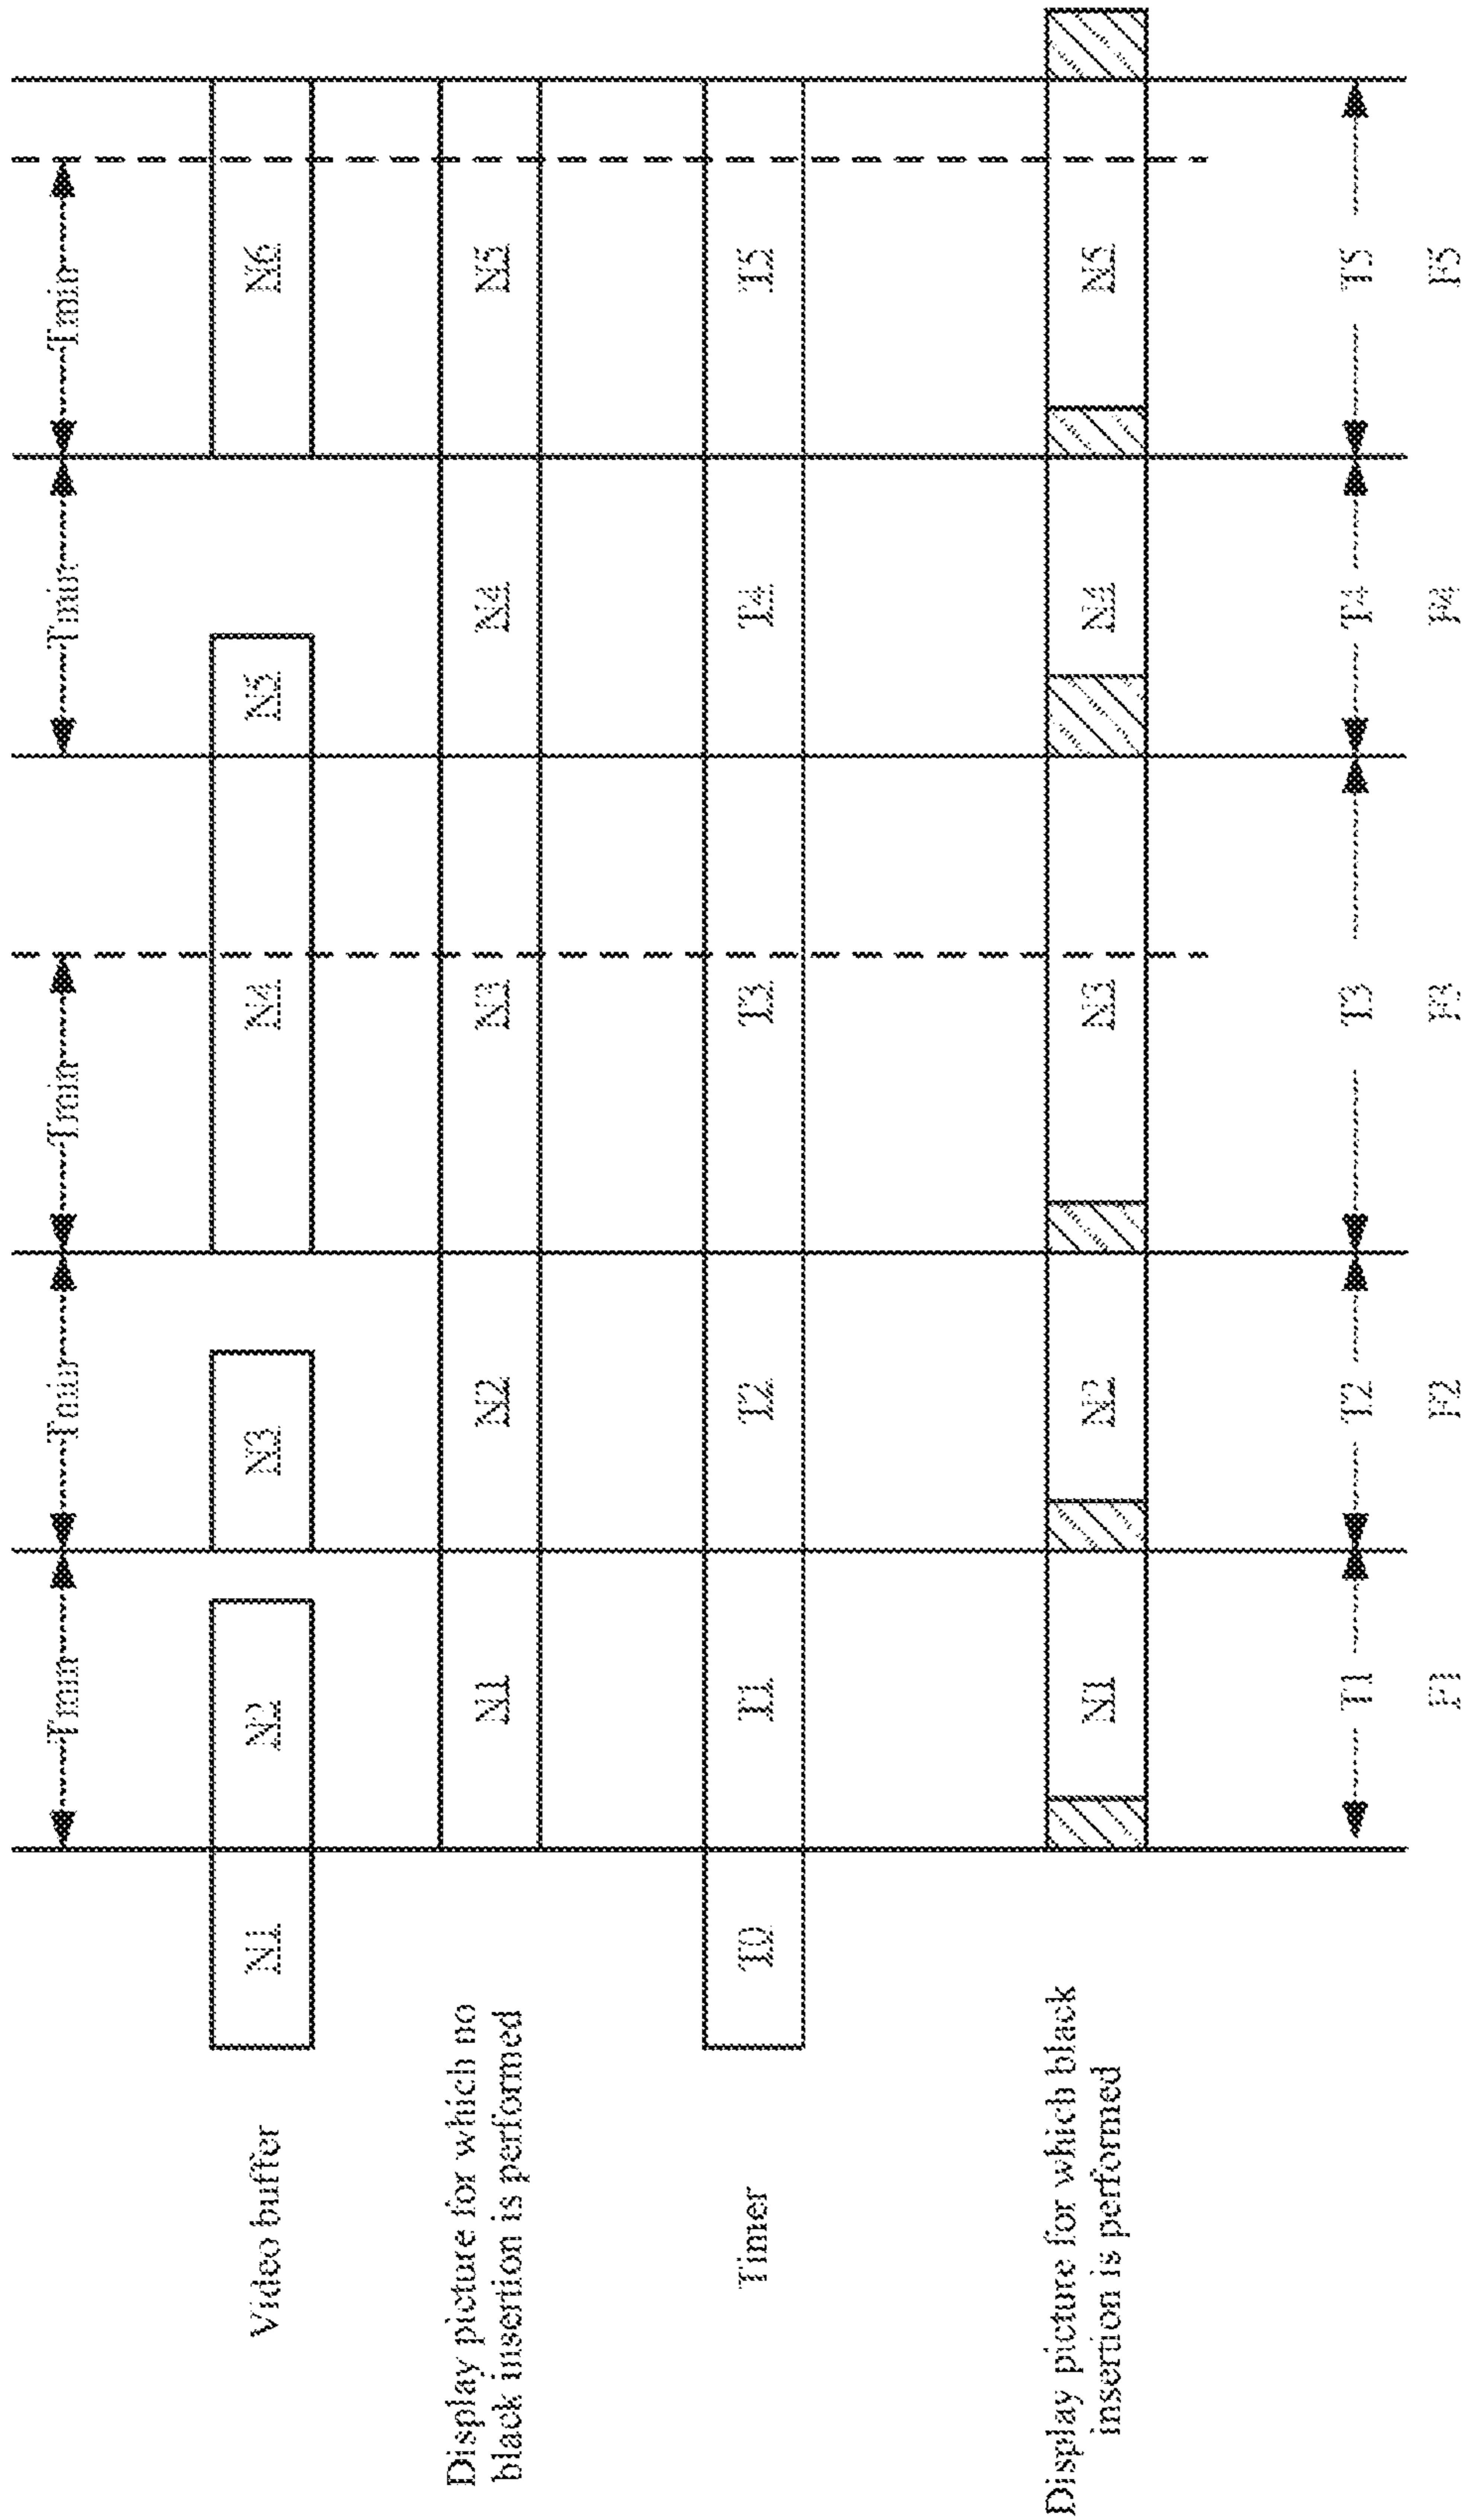 Tmin Tmin Tmin Tmin Tmin
Video buffer
N1 N2 N3 N4 N5 N6
Display picture for which no
black insertion is performed
N1 N2 N3 N4 N5
Timer
T0 T1 T2 T3 T4 T5
Display picture for which black
insertion is performed
N1 N2 N3 N4 N5
T1 T2 T3 T4 T5
F1 F2 F3 F4 F5